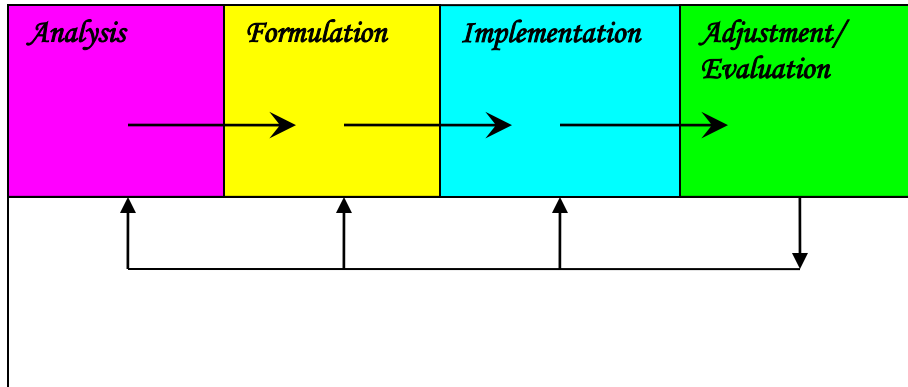 Analysis
Formulation
Implementation
Adjustment/
Evaluation